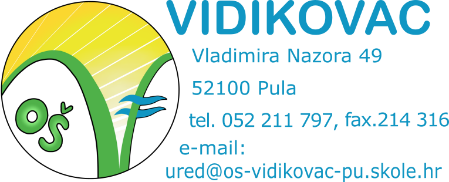 OŠ
VIDIKOVAC
Vladimira Nazora 49
52100 Pula
tel. 052 211 797, fax.214 316
e-mail:
ured@os-vidikovac-pu.skole.hr